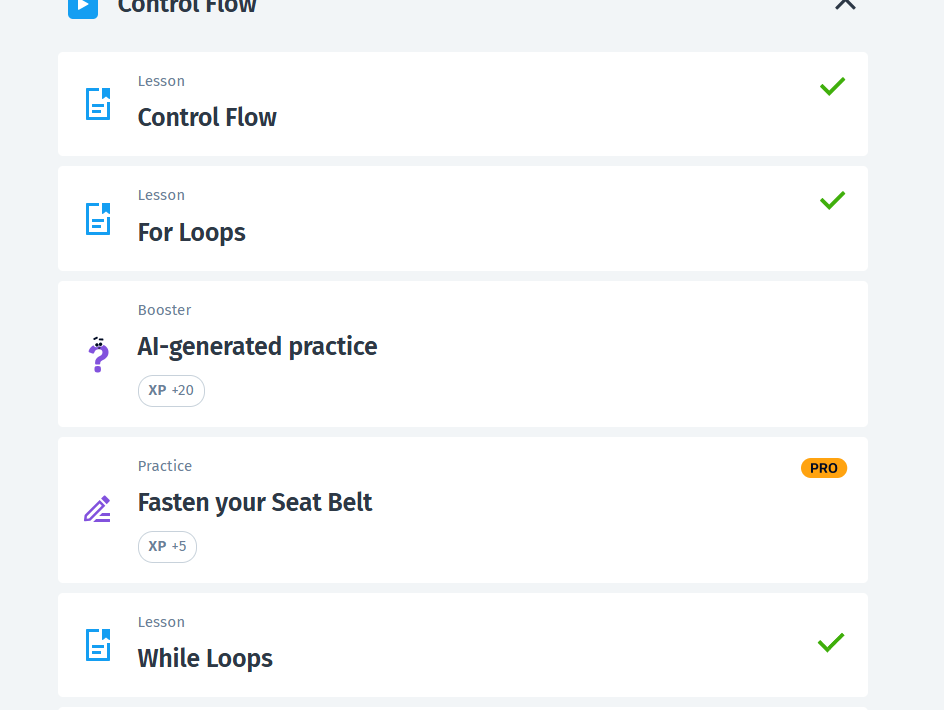 Control Flow
Lesson
Control Flow
Lesson
For Loops
Booster
AI-generated practice
XP +20
Practice
PRO
Fasten your Seat Belt
XP +5
Lesson
While Loops